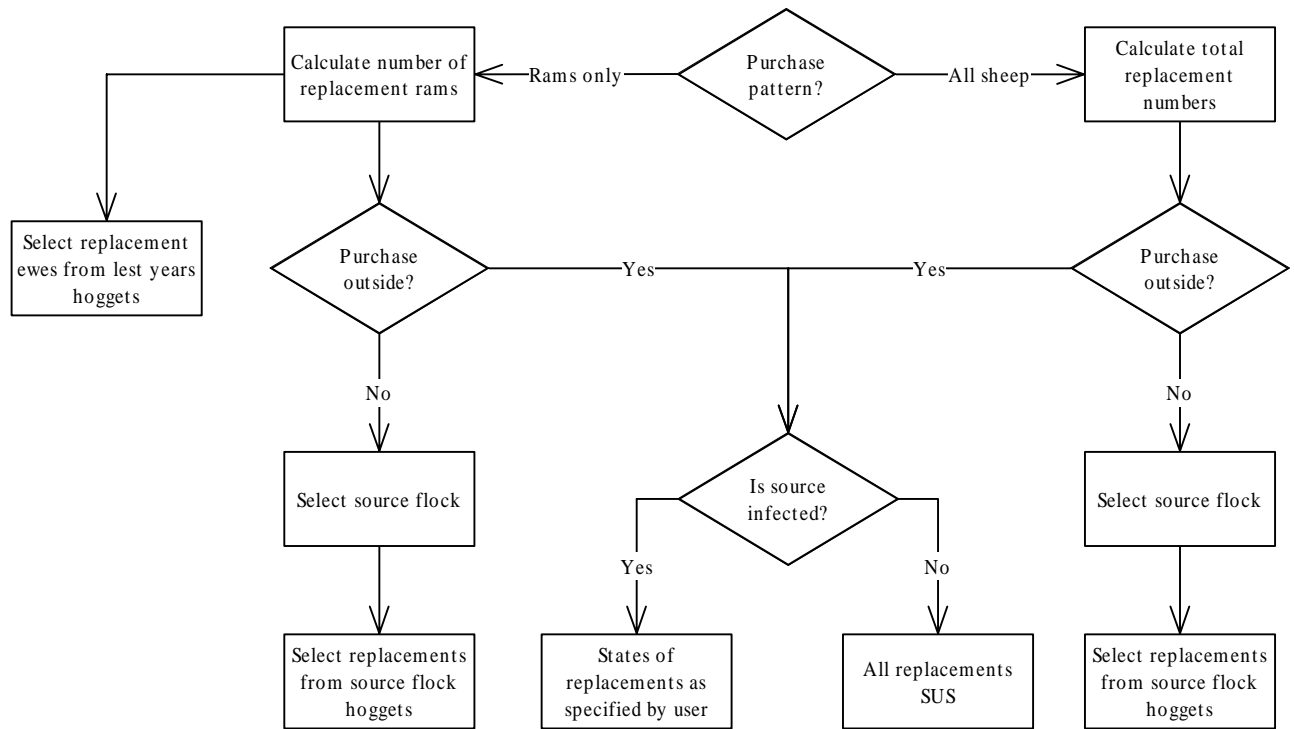 Calculate number of
replacement rams
Rams only
Purchase
pattern?
All sheep
Calculate total
replacement
numbers
Select replacement
ewes from lest years
hoggets
Purchase
outside?
Yes
Yes
Purchase
outside?
No
No
Select source flock
Is source
infected?
Select source flock
Yes
No
Select replacements
from source flock
hoggets
States of
replacements as
specified by user
All replacements
SUS
Select replacements
from source flock
hoggets